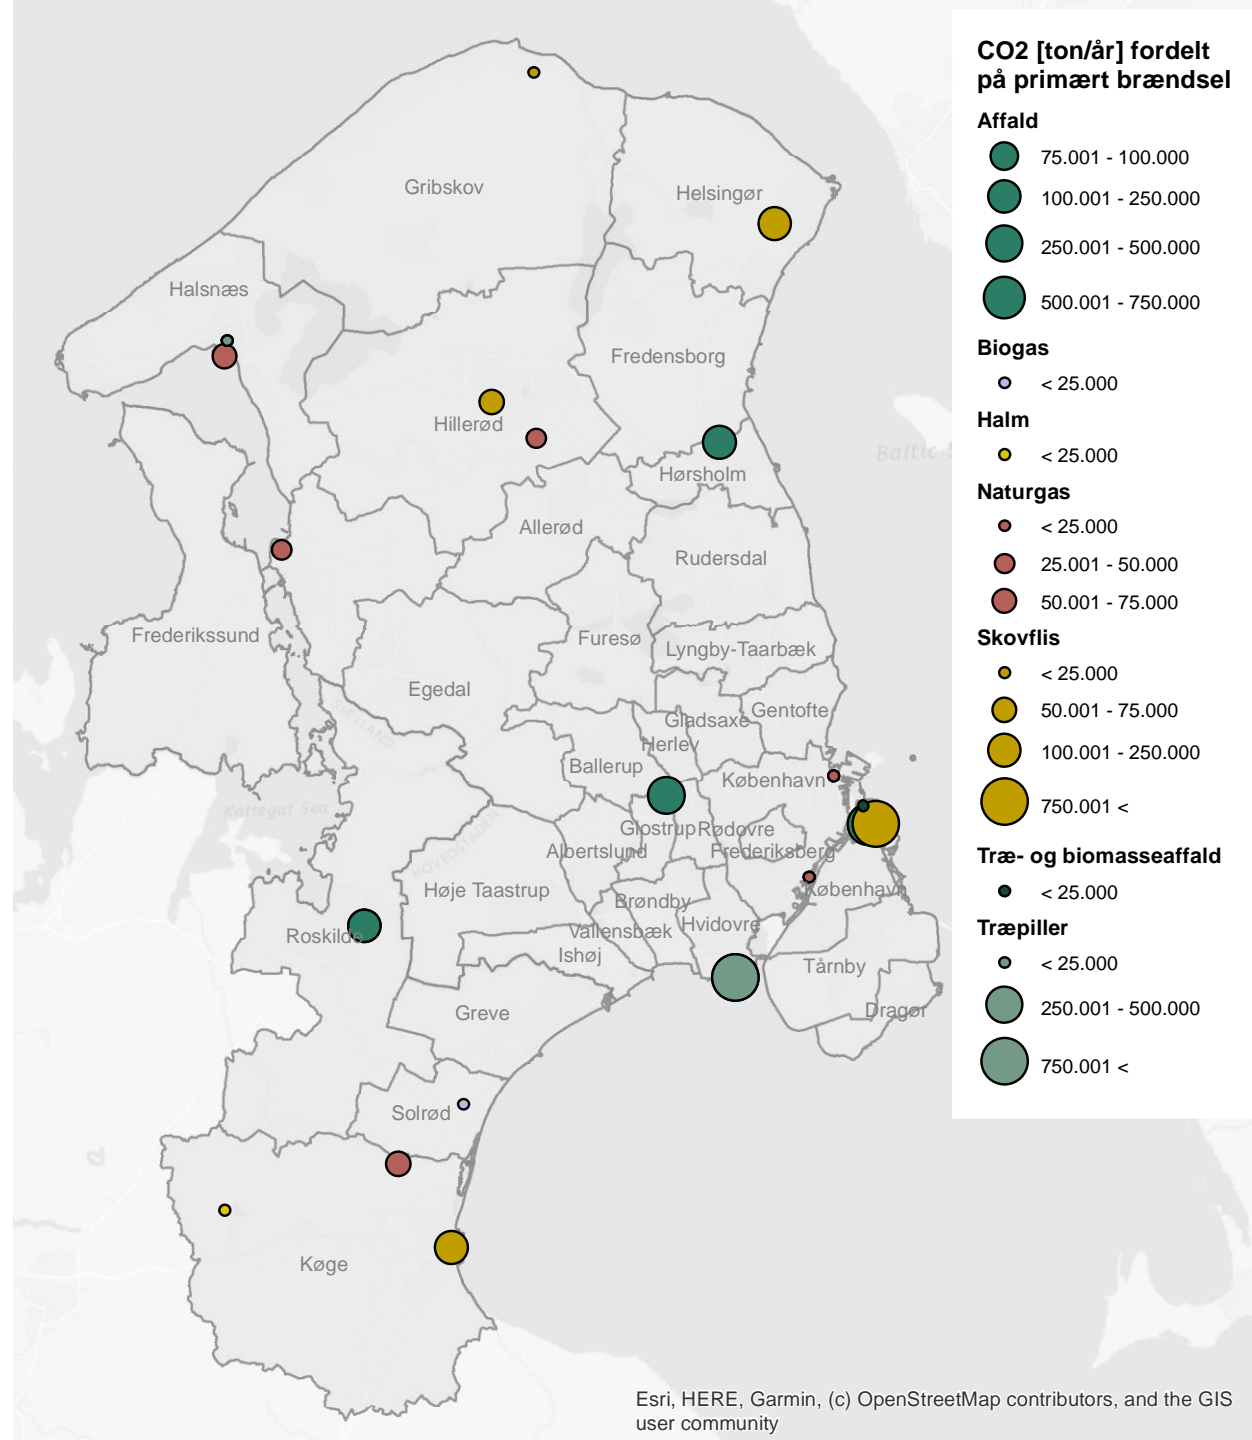 CO2 [ton/år] fordelt
på primært brændsel
Affald
75.001 - 100.000
100.001 - 250.000
250.001 - 500.000
500.001 - 750.000
Biogas
< 25.000
Halm
< 25.000
Naturgas
< 25.000
25.001 - 50.000
50.001 - 75.000
Skovflis
< 25.000
50.001 - 75.000
100.001 - 250.000
750.001 <
Træ- og biomasseaffald
< 25.000
Træpiller
< 25.000
250.001 - 500.000
750.001 <
Gribskov
Helsingør
Halsnæs
Fredensborg
Hillerød
Baltic
Hørsholm
Allerød
Rudersdal
Frederikssund
Furesø
Lyngby-Taarbæk
Egedal
Gentofte
Gladsaxe
SJÆLLAND
Herlev
Ballerup
København
Kattegat Sea
Glostrup
Rødovre
HOVEDSTADEN
Albertslund
Frederiksberg
Høje Taastrup
København
Brøndby
Hvidovre
Vallensbæk
Roskilde
Ishøj
Tårnby
Greve
Dragør
Solrød
Køge
Esri, HERE, Garmin, (c) OpenStreetMap contributors, and the GIS
user community